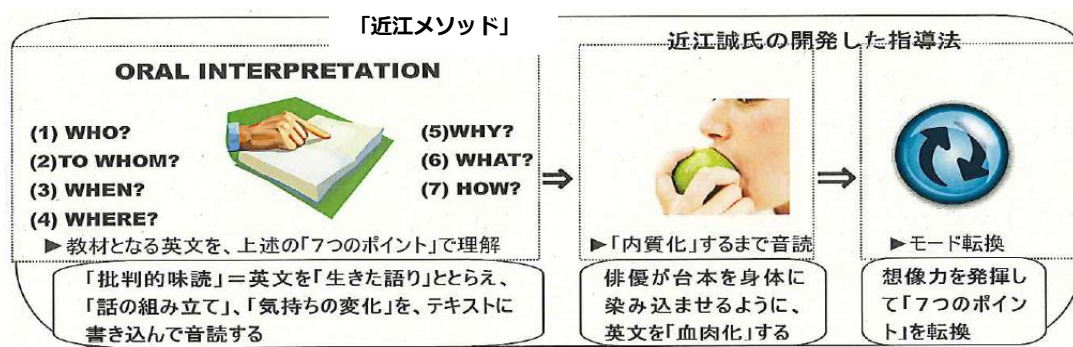 「近江メソッド」
近江誠氏の開発した指導法
ORAL INTERPRETATION
(1) WHO?
(2)TO WHOM?
(3) WHEN?
(4) WHERE?
(5)WHY?
(6) WHAT?
(7) HOW?
⇒
⇒
▶教材となる英文を、上述の「7つのポイント」で理解
▶「内質化」するまで音読
▶モード転換
「批判的味読」＝英文を「生きた語り」ととらえ、
「話の組み立て」、「気持ちの変化」を、テキストに
書き込んで音読する
俳優が台本を身体に
染み込ませるように、
英文を「血肉化」する
想像力を発揮し
て「7つのポイン
ト」を転換